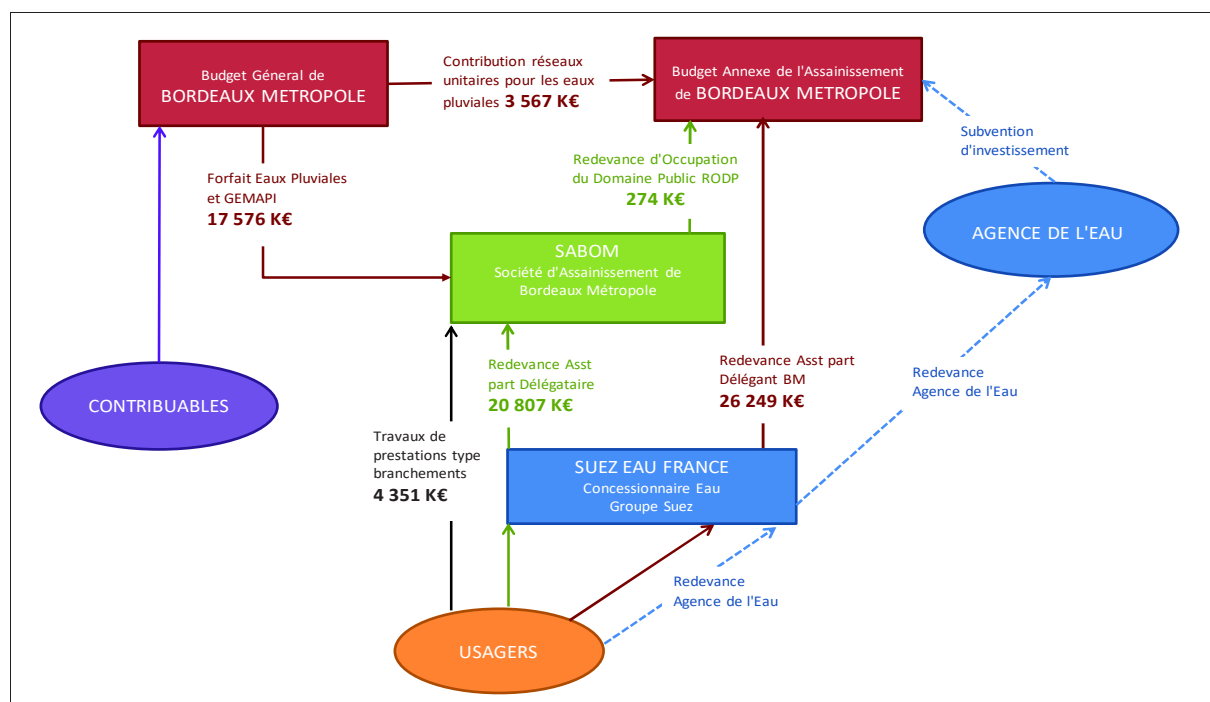 Budget Général de
BORDEAUX METROPOLE
Contribution réseaux
unitaires pour les eaux
pluviales 3 567 K€
Budget Annexe de l'Assainissement
de BORDEAUX METROPOLE
Subvention
d'investissement
Forfait Eaux Pluviales
et GEMAPI
17 576 K€
Redevance d'Occupation
du Domaine Public RODP
274 K€
AGENCE DE L'EAU
SABOM
Société d'Assainissement de
Bordeaux Métropole
CONTRIBUABLES
Redevance Asst
part Délégataire
20 807 K€
Redevance Asst part
Délégant BM
26 249 K€
Redevance
Agence de l'Eau
Travaux de
prestations type
branchements
4 351 K€
SUEZ EAU FRANCE
Concessionnaire Eau
Groupe Suez
Redevance
Agence de l'Eau
USAGERS